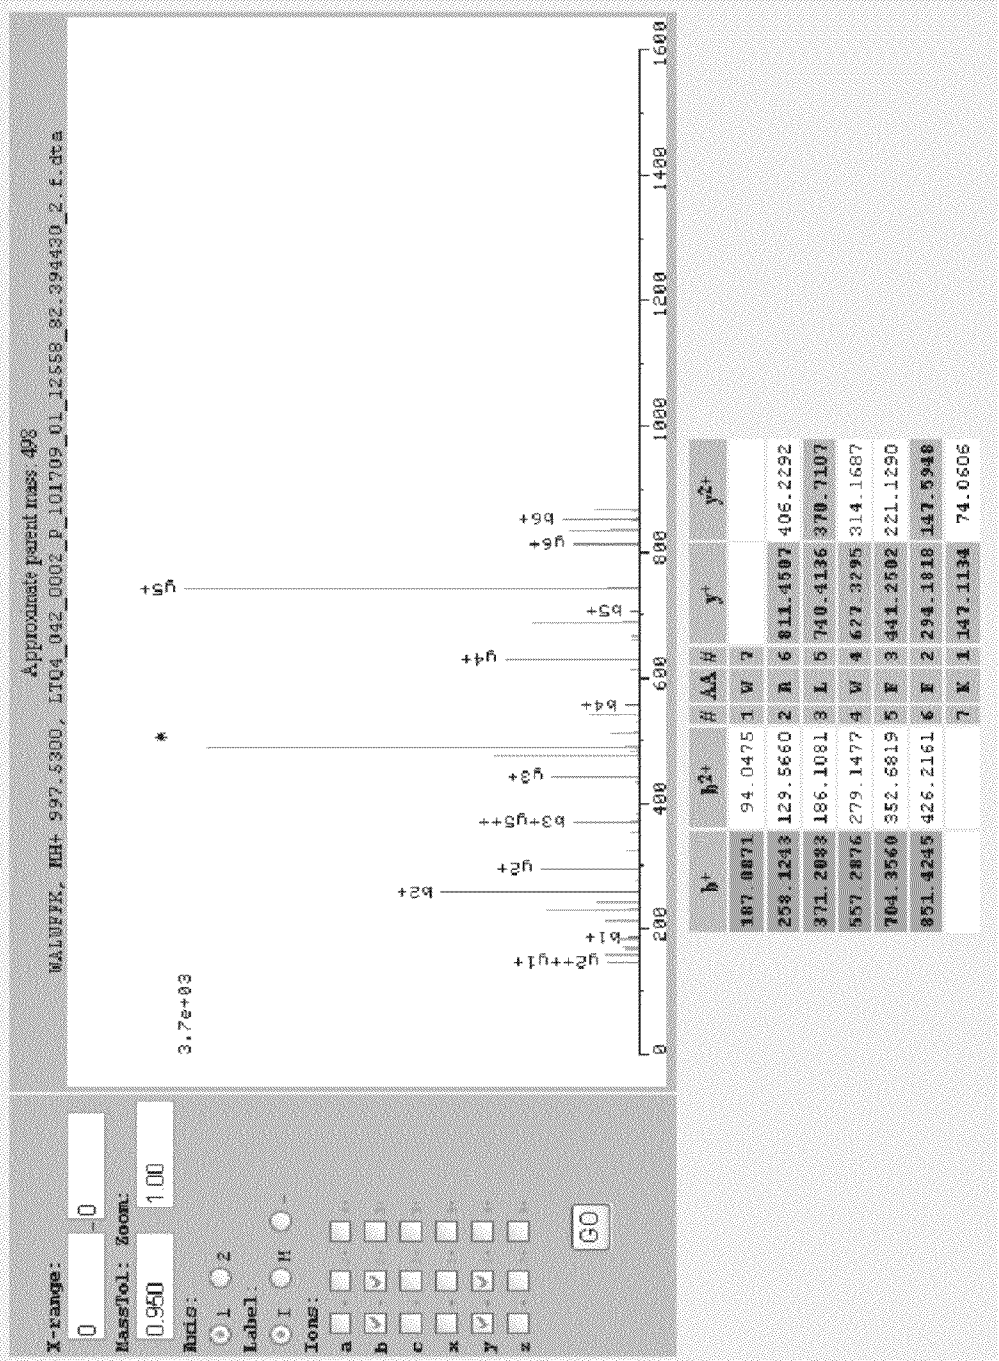 X-range:
0 - 0
MassTol: Zoom:
0.950 1.00
Axis:
1 2
Label:
I M -
Ions:
a
b
c
x
y
z
GO
Approximate parent mass 498
WALWFFK, MH+ 997.5300, LTQ4_042_0002_P_101709_01_12558_82.394430_2.f.dta
3.7e+03
*
y2++y1+
b1+
b2+
y2+
b3+y5++
y3+
b4+
y4+
b5+
y5+
y6+
b6+
0 200 400 600 800 1000 1200 1400 1600
b+ b2+ # AA # y+ y2+
187.0871 94.0475 1 W 7
258.1243 129.5660 2 A 6 811.4507 406.2292
371.2083 186.1081 3 L 5 740.4136 370.7107
557.2876 279.1477 4 W 4 627.3295 314.1687
704.3560 352.6819 5 F 3 441.2502 221.1290
851.4245 426.2161 6 F 2 294.1818 147.5948
7 K 1 147.1134 74.0606